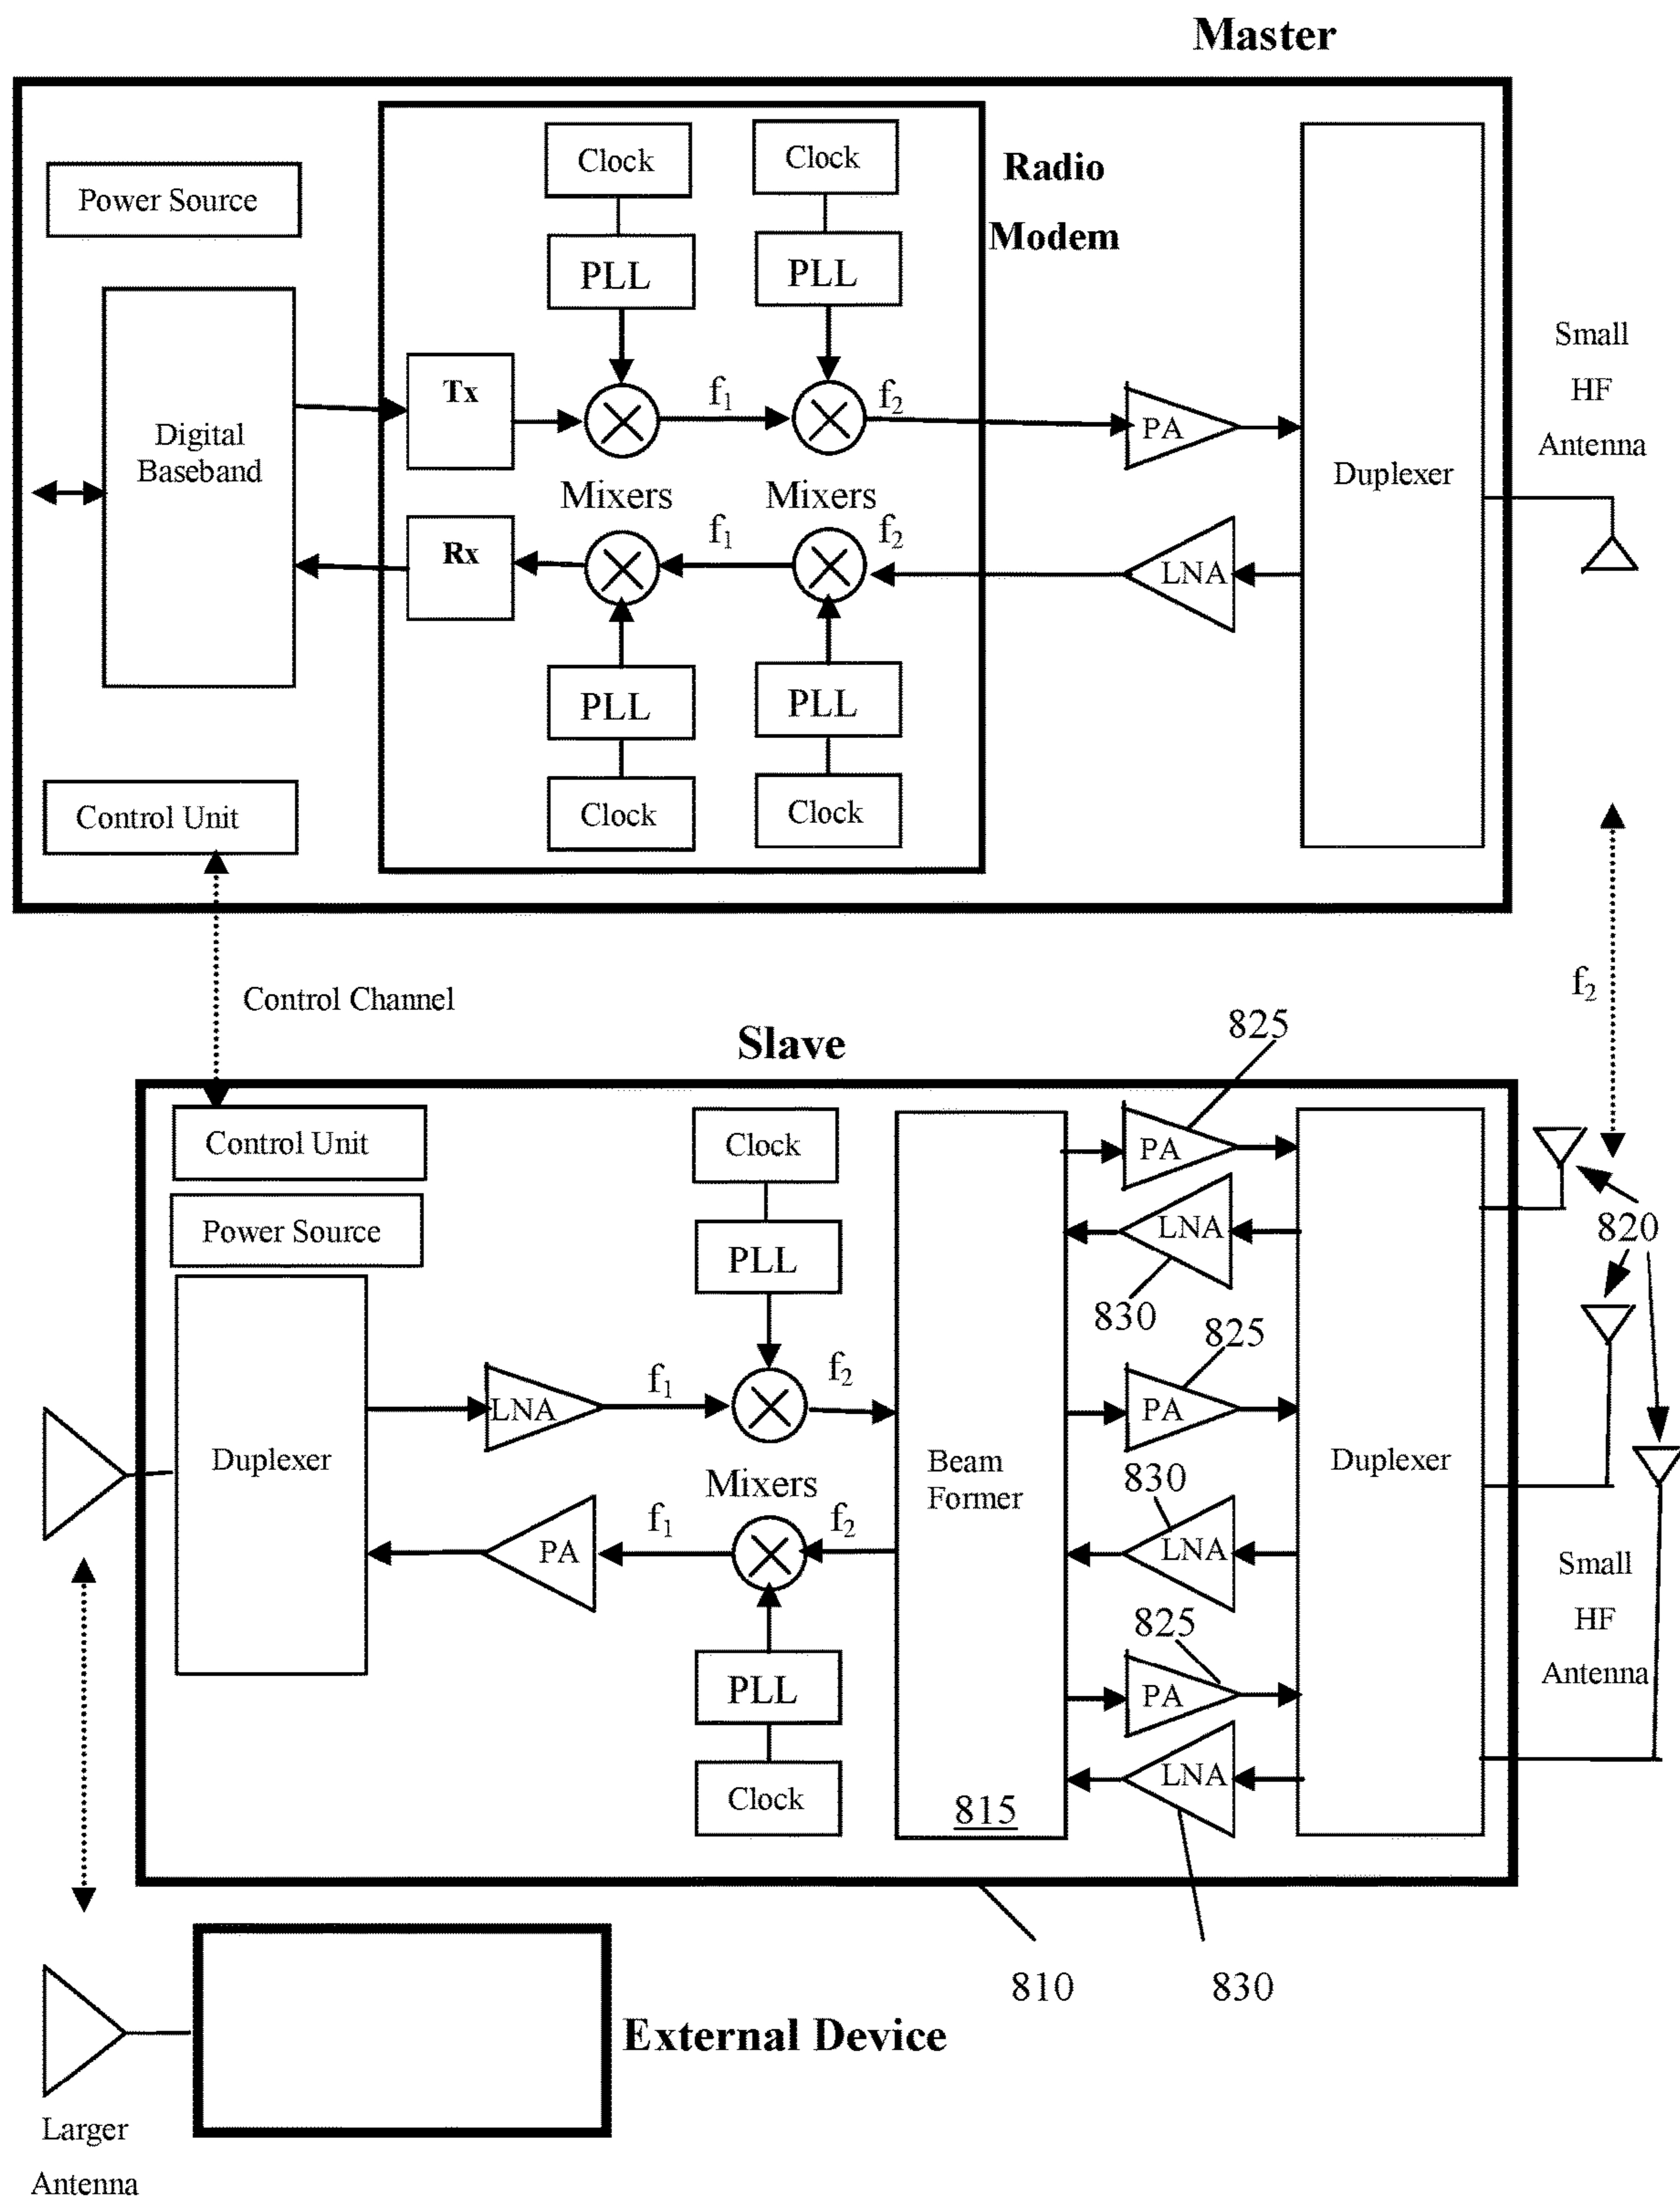 Master
Clock
Clock
Radio
Modem
Power Source
PLL
PLL
Small
HF
Antenna
Tx
f1
f2
PA
Digital
Baseband
Duplexer
Mixers
Mixers
Rx
f1
f2
LNA
PLL
PLL
Control Unit
Clock
Clock
Control Channel
f2
Slave
825
Control Unit
Clock
PA
Power Source
PLL
LNA
820
830
825
LNA
f1
f2
PA
Duplexer
Mixers
Beam
Former
830
Duplexer
PA
f1
f2
LNA
Small
HF
Antenna
825
PLL
PA
Clock
LNA
815
810
830
External Device
Larger
Antenna